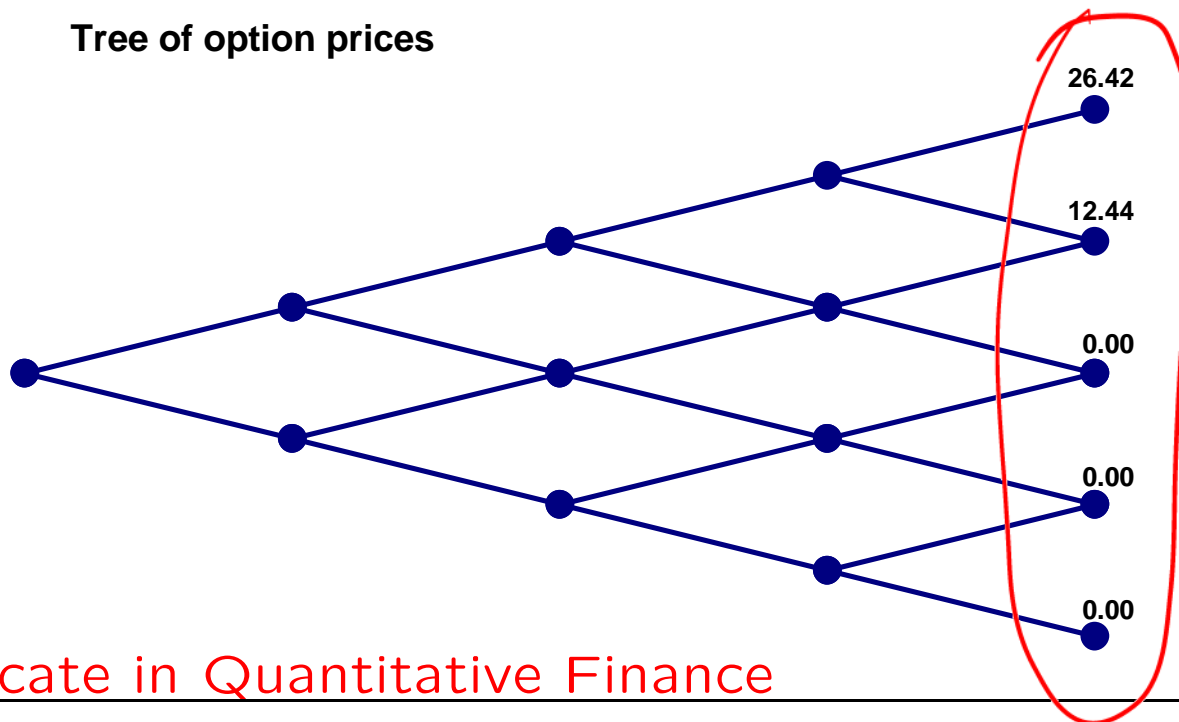 Tree of option prices
26.42
12.44
0.00
0.00
0.00
cate in Quantitative Finance